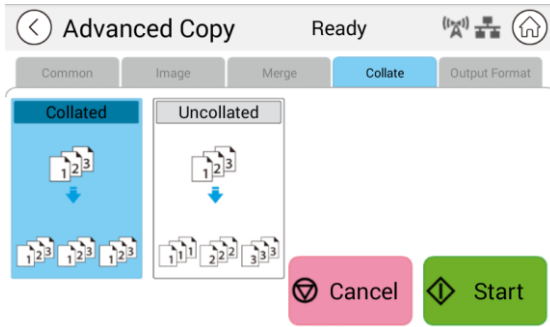 Advanced Copy Ready
Common Image Merge Collate Output Format
Collated Uncollated
1 2 3 1 2 3
1 2 3 1 2 3 1 2 3 1 1 1 2 2 2 3 3 3
Cancel Start